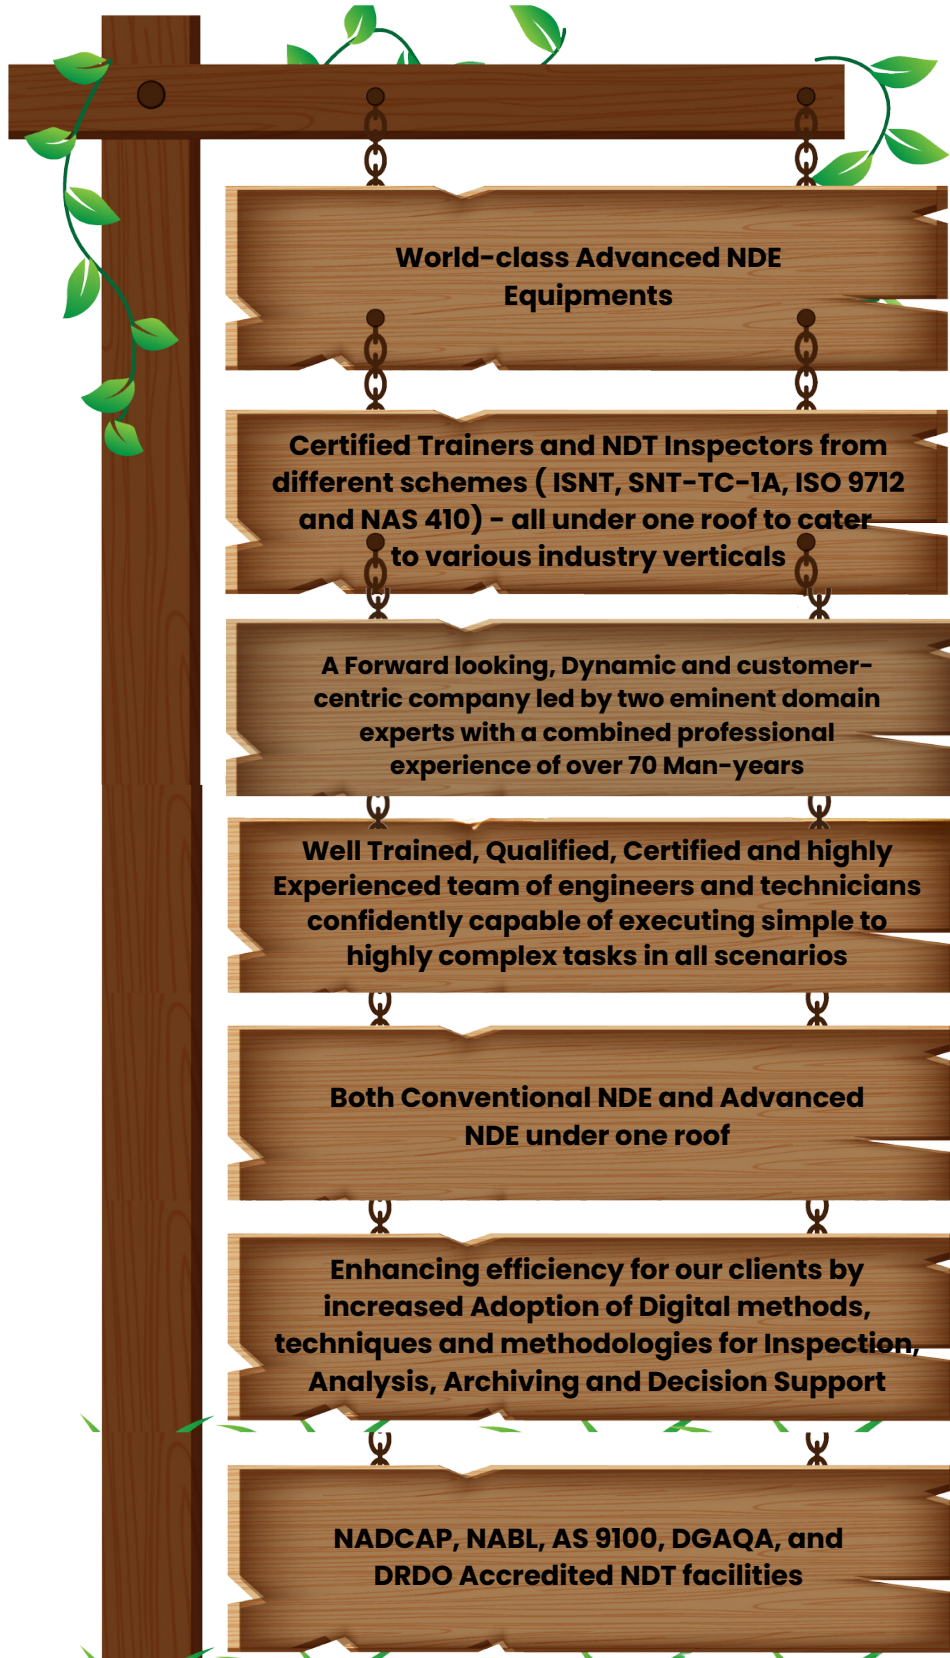 World-class Advanced NDE
Equipments
Certified Trainers and NDT Inspectors from
different schemes ( ISNT, SNT-TC-1A, ISO 9712
and NAS 410) - all under one roof to cater
to various industry verticals
A Forward looking, Dynamic and customer-
centric company led by two eminent domain
experts with a combined professional
experience of over 70 Man-years
Well Trained, Qualified, Certified and highly
Experienced team of engineers and technicians
confidently capable of executing simple to
highly complex tasks in all scenarios
Both Conventional NDE and Advanced
NDE under one roof
Enhancing efficiency for our clients by
increased Adoption of Digital methods,
techniques and methodologies for Inspection,
Analysis, Archiving and Decision Support
NADCAP, NABL, AS 9100, DGAQA, and
DRDO Accredited NDT facilities